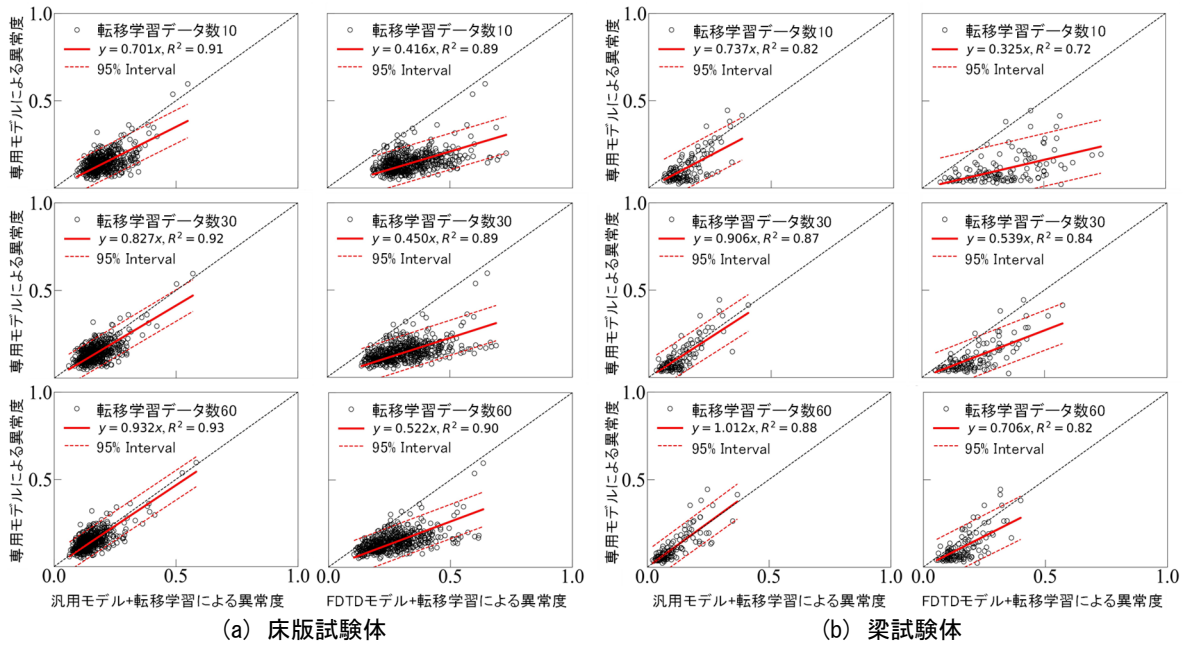 専用モデルによる異常度
1.0
0.5
転移学習データ数10
y = 0.701x, R² = 0.91
95% Interval
転移学習データ数10
y = 0.416x, R² = 0.89
95% Interval
専用モデルによる異常度
1.0
0.5
転移学習データ数30
y = 0.827x, R² = 0.92
95% Interval
転移学習データ数30
y = 0.450x, R² = 0.89
95% Interval
専用モデルによる異常度
1.0
0.5
転移学習データ数60
y = 0.932x, R² = 0.93
95% Interval
転移学習データ数60
y = 0.522x, R² = 0.90
95% Interval
0.0 0.5 1.0 0.0 0.5 1.0
汎用モデル+転移学習による異常度 FDTDモデル+転移学習による異常度
(a) 床版試験体
専用モデルによる異常度
1.0
0.5
転移学習データ数10
y = 0.737x, R² = 0.82
95% Interval
転移学習データ数10
y = 0.325x, R² = 0.72
95% Interval
専用モデルによる異常度
1.0
0.5
転移学習データ数30
y = 0.906x, R² = 0.87
95% Interval
転移学習データ数30
y = 0.539x, R² = 0.84
95% Interval
専用モデルによる異常度
1.0
0.5
転移学習データ数60
y = 1.012x, R² = 0.88
95% Interval
転移学習データ数60
y = 0.706x, R² = 0.82
95% Interval
0.0 0.5 1.0 0.0 0.5 1.0
汎用モデル+転移学習による異常度 FDTDモデル+転移学習による異常度
(b) 梁試験体